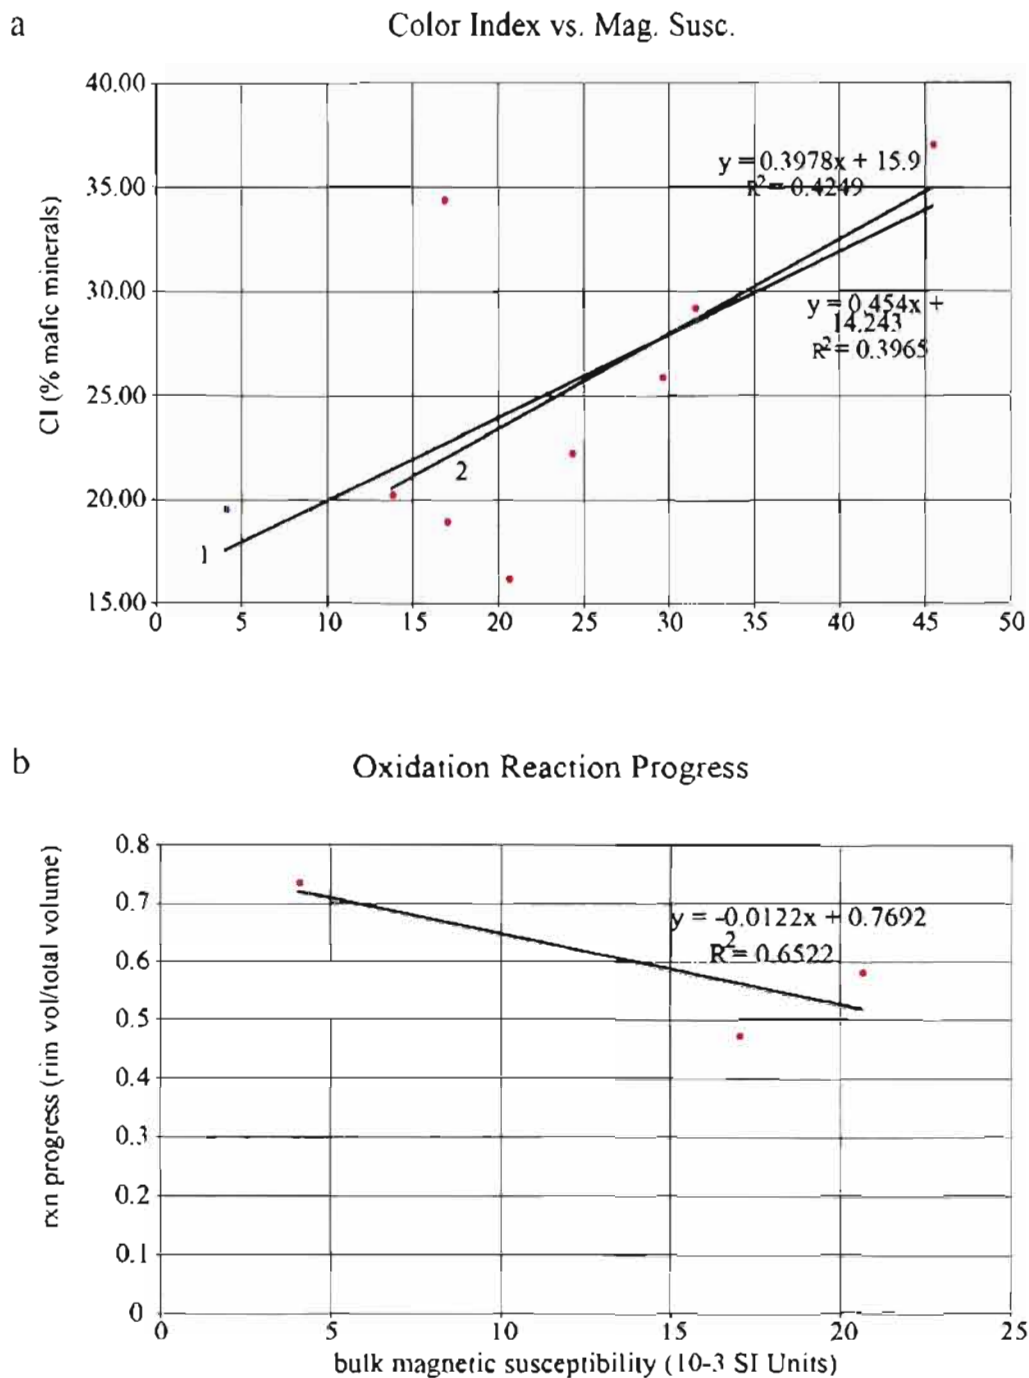 a
Color Index vs. Mag. Susc.
40.00
35.00
30.00
25.00
20.00
15.00
CI (% mafic minerals)
y = 0.3978x + 15.9
R2 = 0.4249
y = 0.454x +
14.243
R2 = 0.3965
1
2
0 5 10 15 20 25 30 35 40 45 50
b
Oxidation Reaction Progress
0.8
0.7
0.6
0.5
0.4
0.3
0.2
0.1
0
rxn progress (rim vol/total volume)
y = -0.0122x + 0.7692
R2 = 0.6522
0 5 10 15 20 25
bulk magnetic susceptibility (10-3 SI Units)